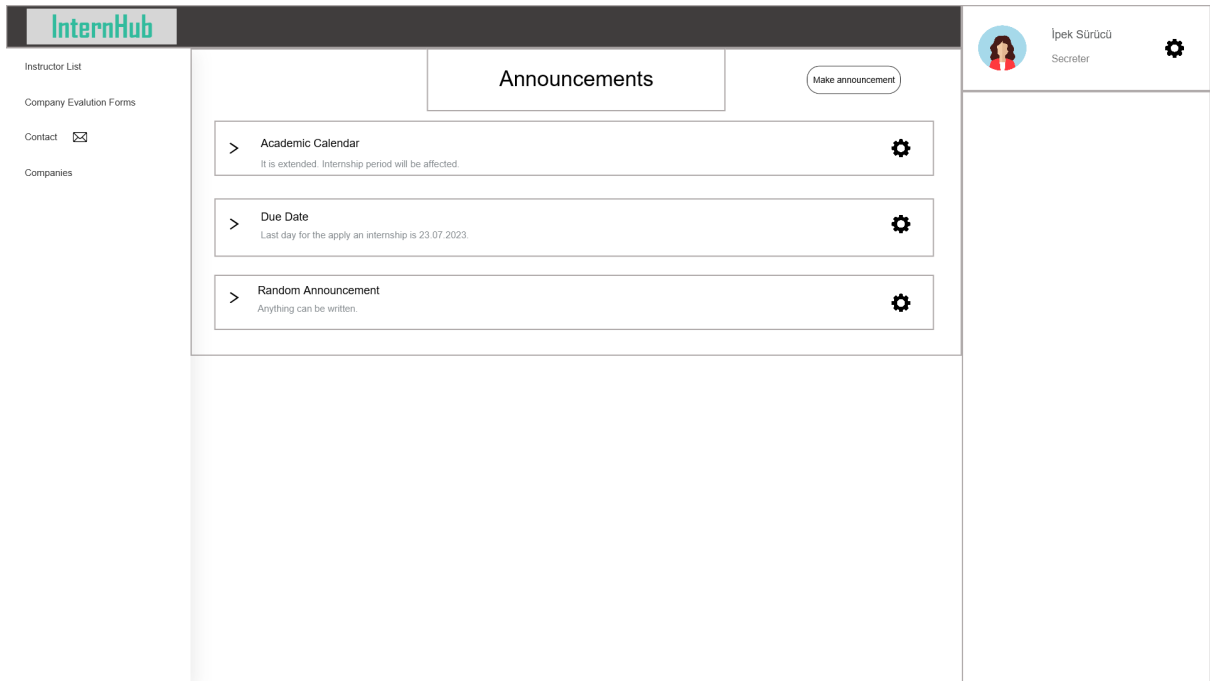 InternHub
İpek Sürücü
Secreter
Instructor List
Company Evalution Forms
Contact
Companies
Announcements
Make announcement
Academic Calendar
It is extended. Internship period will be affected.
Due Date
Last day for the apply an internship is 23.07.2023.
Random Announcement
Anything can be written.